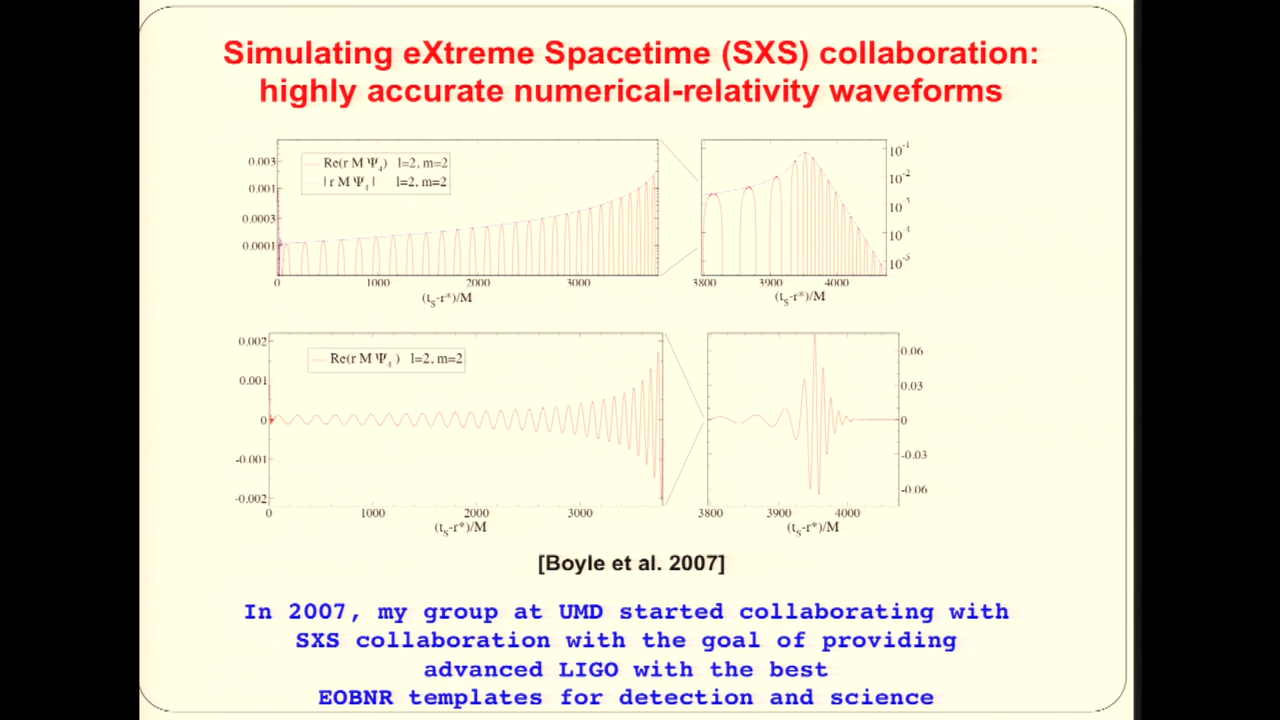 Simulating eXtreme Spacetime (SXS) collaboration:
highly accurate numerical-relativity waveforms
0.003
0.001
0.0003
0.0001
Re(r M Ψ4) l=2, m=2
| r M Ψ4 | l=2, m=2
0 1000 2000 3000
(tS-r*)/M
10^-1
10^-2
10^-3
10^-4
10^-5
3800 3900 4000
(tS-r*)/M
0.002
0.001
0
-0.001
-0.002
Re(r M Ψ4 ) l=2, m=2
0 1000 2000 3000
(tS-r*)/M
0.06
0.03
0
-0.03
-0.06
3800 3900 4000
(tS-r*)/M
[Boyle et al. 2007]
In 2007, my group at UMD started collaborating with
SXS collaboration with the goal of providing
advanced LIGO with the best
EOBNR templates for detection and science